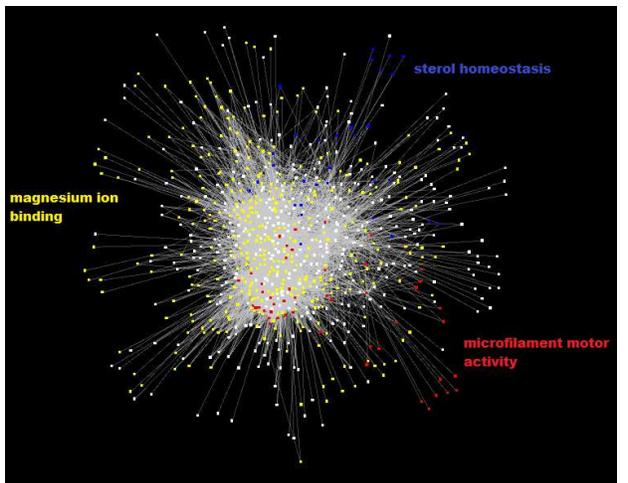 sterol homeostasis
magnesium ion
binding
microfilament motor
activity